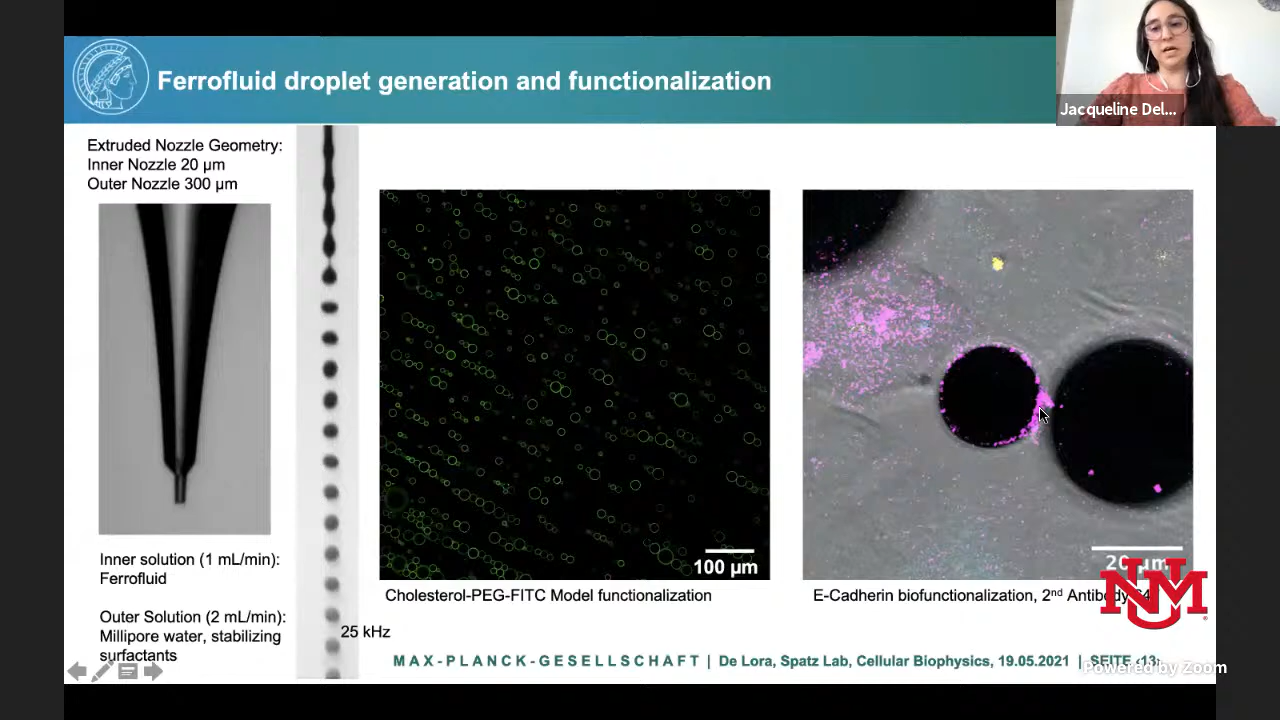 Ferrofluid droplet generation and functionalization
Jacqueline Del...
Extruded Nozzle Geometry:
Inner Nozzle 20 µm
Outer Nozzle 300 µm
Inner solution (1 mL/min):
Ferrofluid
Outer Solution (2 mL/min):
Millipore water, stabilizing
surfactants
25 kHz
100 µm
Cholesterol-PEG-FITC Model functionalization
20 µm
E-Cadherin biofunctionalization, 2nd Antibody
NM
MAX-PLANCK-GESELLSCHAFT | De Lora, Spatz Lab, Cellular Biophysics, 19.05.2021 | SEITE
Powered by Zoom